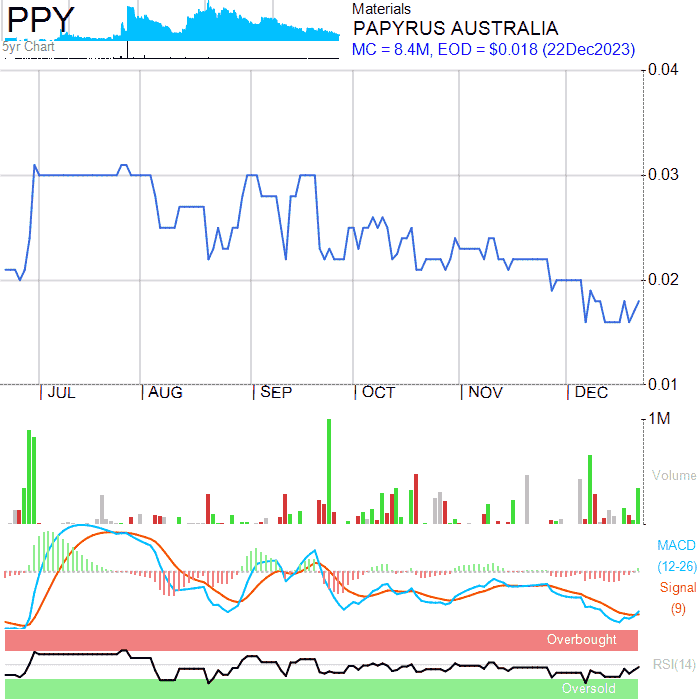 PPY
5yr Chart
Materials
PAPYRUS AUSTRALIA
MC = 8.4M, EOD = $0.018 (22Dec2023)
0.04
0.03
0.02
0.01
JUL
AUG
SEP
OCT
NOV
DEC
1M
Volume
MACD
(12-26)
Signal
(9)
Overbought
RSI(14)
Oversold